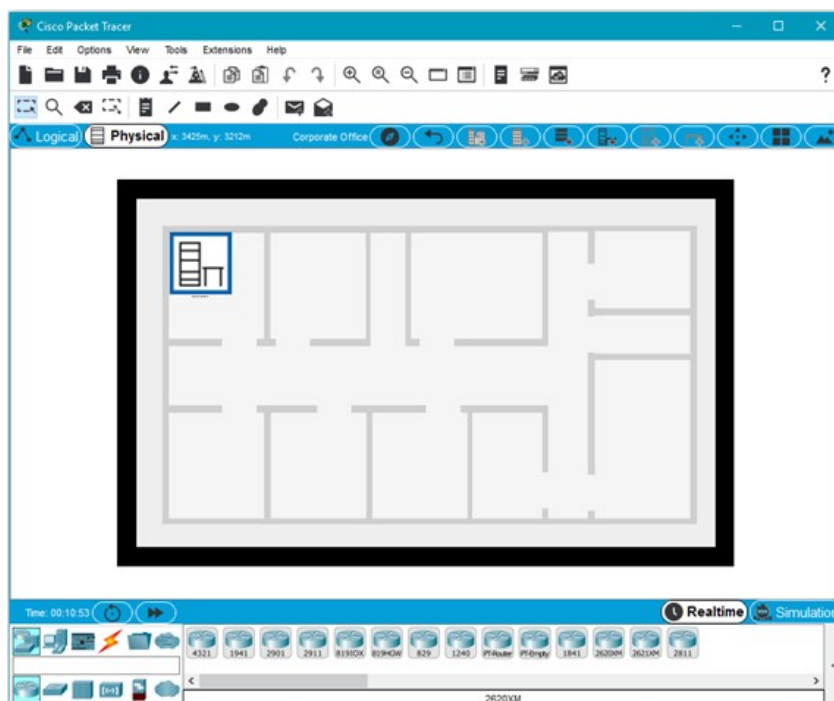 Cisco Packet Tracer
File Edit Options View Tools Extensions Help
?
Logical Physical x: 3425m, y: 3212m Corporate Office
Time: 00:10:53 Realtime Simulation
4321 1941 2901 2911 819IOX 819HGW 829 1240 PT-Router PT-Empty 1841 2620XM 2621XM 2811
2620XM